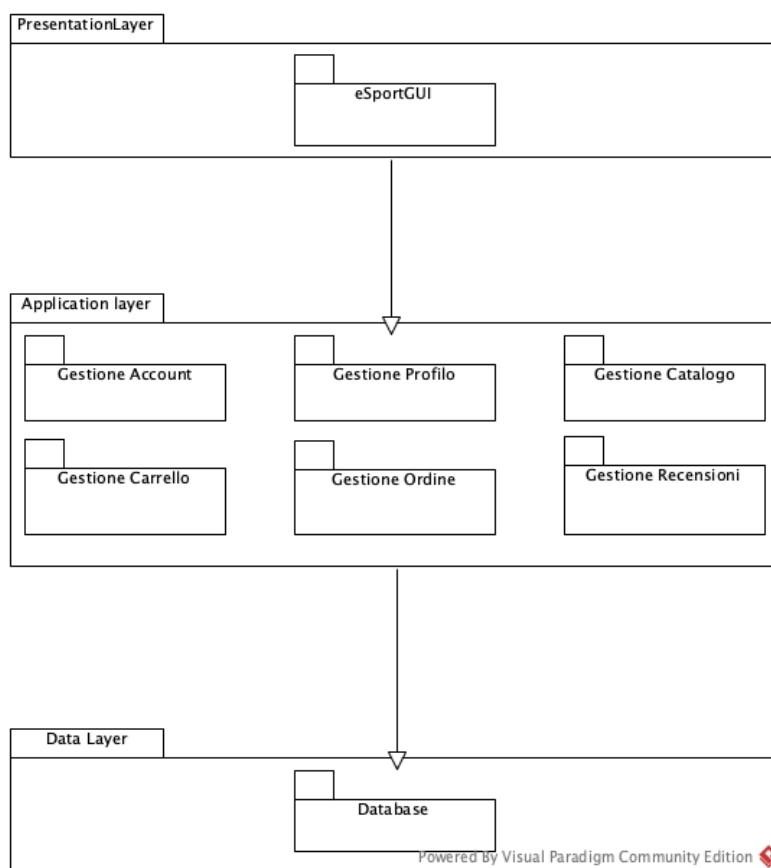 PresentationLayer
eSportGUI
Application layer
Gestione Account
Gestione Profilo
Gestione Catalogo
Gestione Carrello
Gestione Ordine
Gestione Recensioni
Data Layer
Database
Powered By Visual Paradigm Community Edition